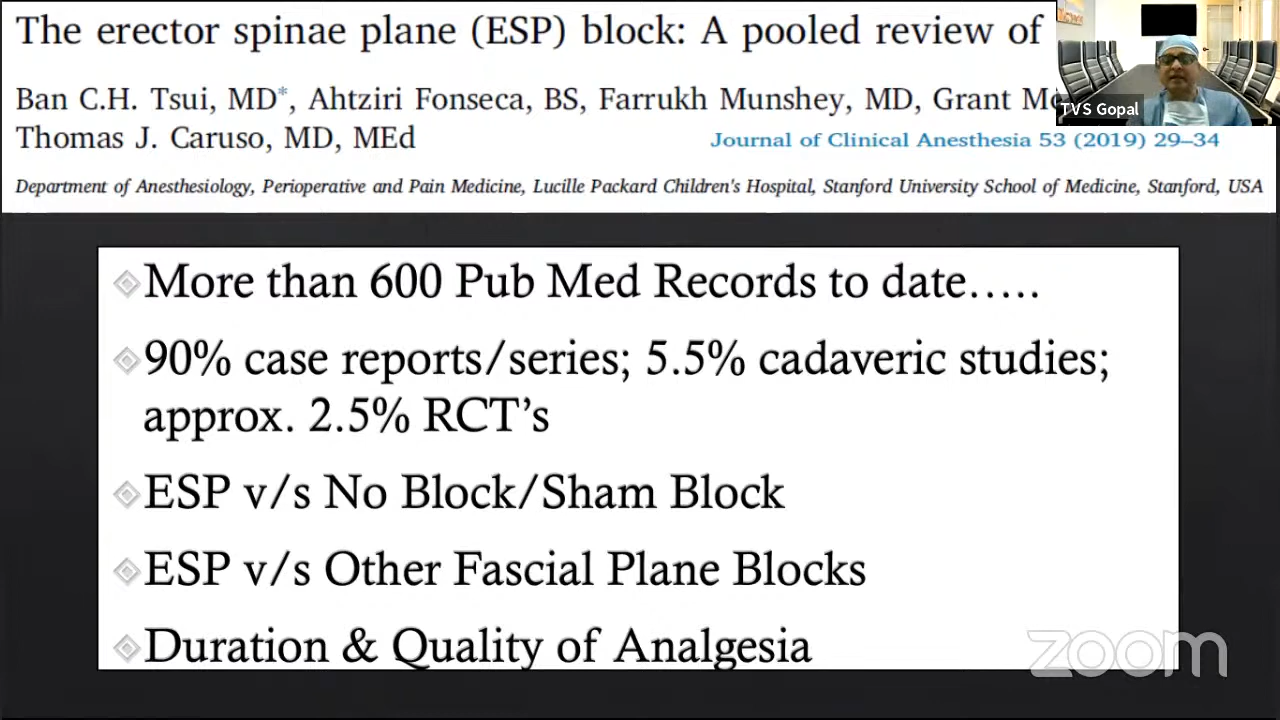 The erector spinae plane (ESP) block: A pooled review of
Ban C.H. Tsui, MD*, Ahtziri Fonseca, BS, Farrukh Munshey, MD, Grant
TVS Gopal
Thomas J. Caruso, MD, MEd
Journal of Clinical Anesthesia 53 (2019) 29–34
Department of Anesthesiology, Perioperative and Pain Medicine, Lucille Packard Children's Hospital, Stanford University School of Medicine, Stanford, USA
More than 600 Pub Med Records to date…..
90% case reports/series; 5.5% cadaveric studies;
approx. 2.5% RCT’s
ESP v/s No Block/Sham Block
ESP v/s Other Fascial Plane Blocks
Duration & Quality of Analgesia
zoom